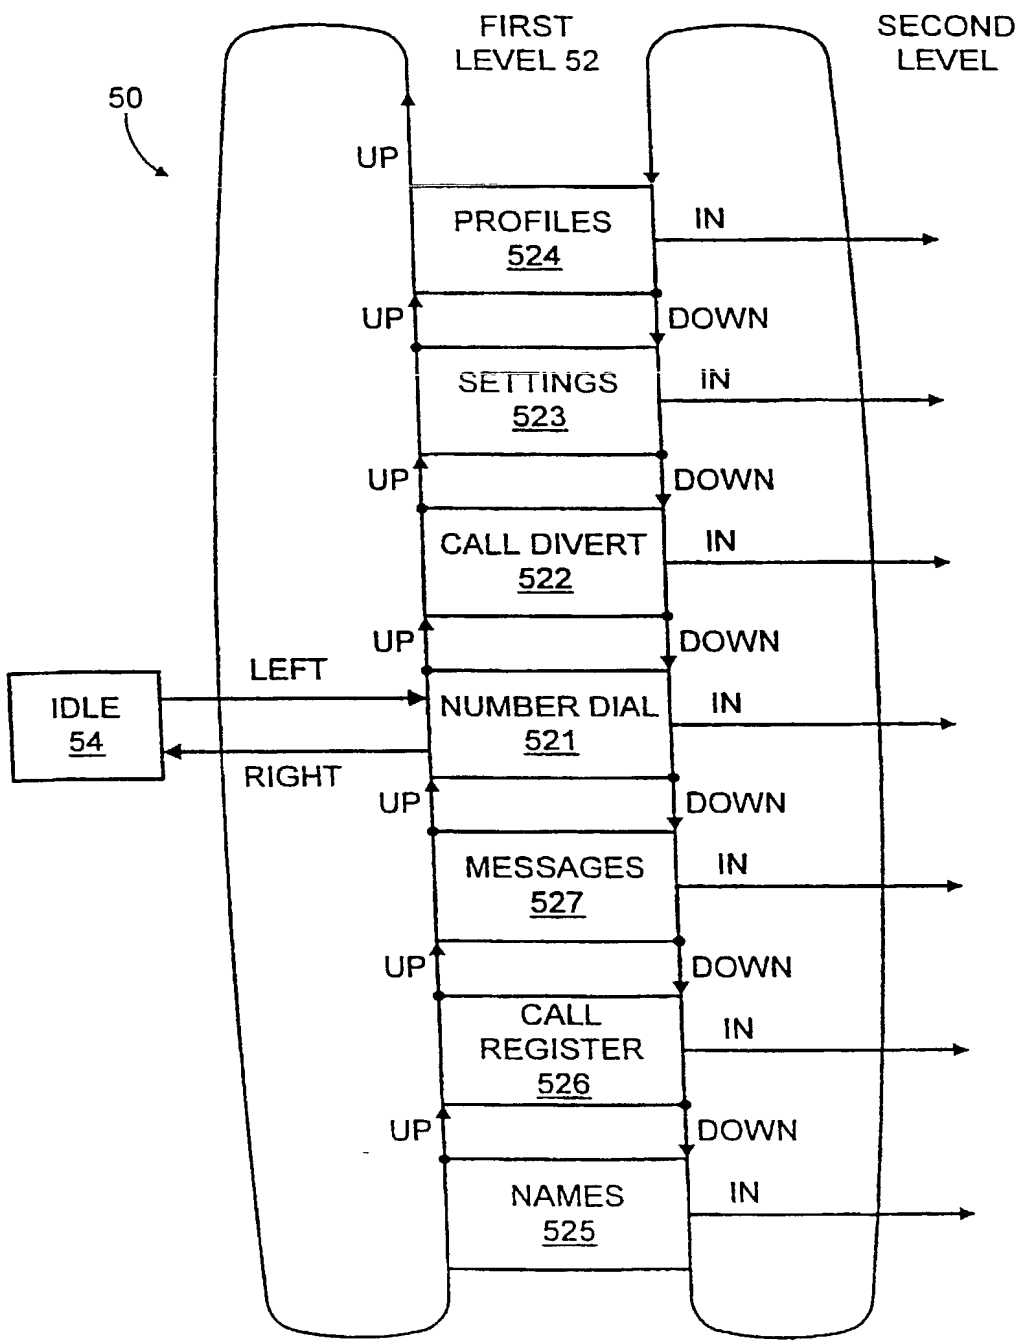 FIRST
LEVEL 52
SECOND
LEVEL
50
UP
PROFILES
524
IN
UP
DOWN
SETTINGS
523
IN
UP
DOWN
CALL DIVERT
522
IN
UP
DOWN
LEFT
IDLE
54
NUMBER DIAL
521
IN
RIGHT
UP
DOWN
MESSAGES
527
IN
UP
DOWN
CALL
REGISTER
526
IN
UP
DOWN
NAMES
525
IN